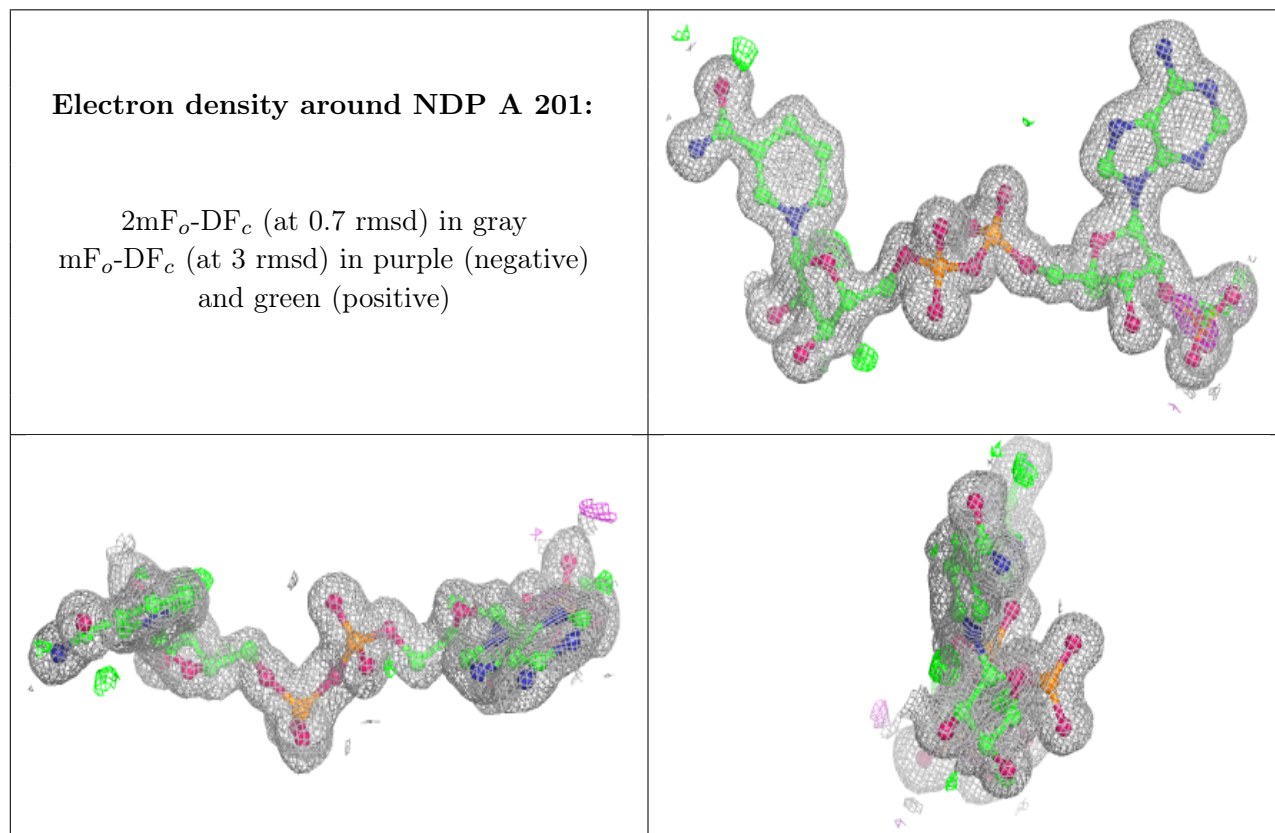 Electron density around NDP A 201:
2mFo-DFc (at 0.7 rmsd) in gray
mFo-DFc (at 3 rmsd) in purple (negative)
and green (positive)